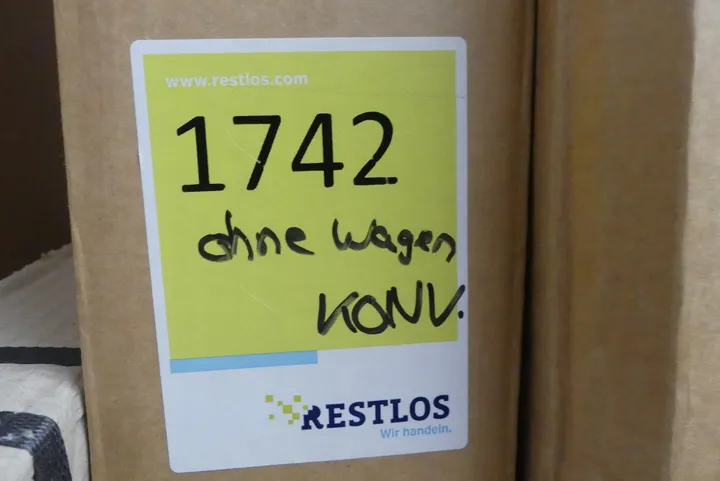 www.restlos.com
1742
ohne Wagen
KONV.
RESTLOS
Wir handeln.